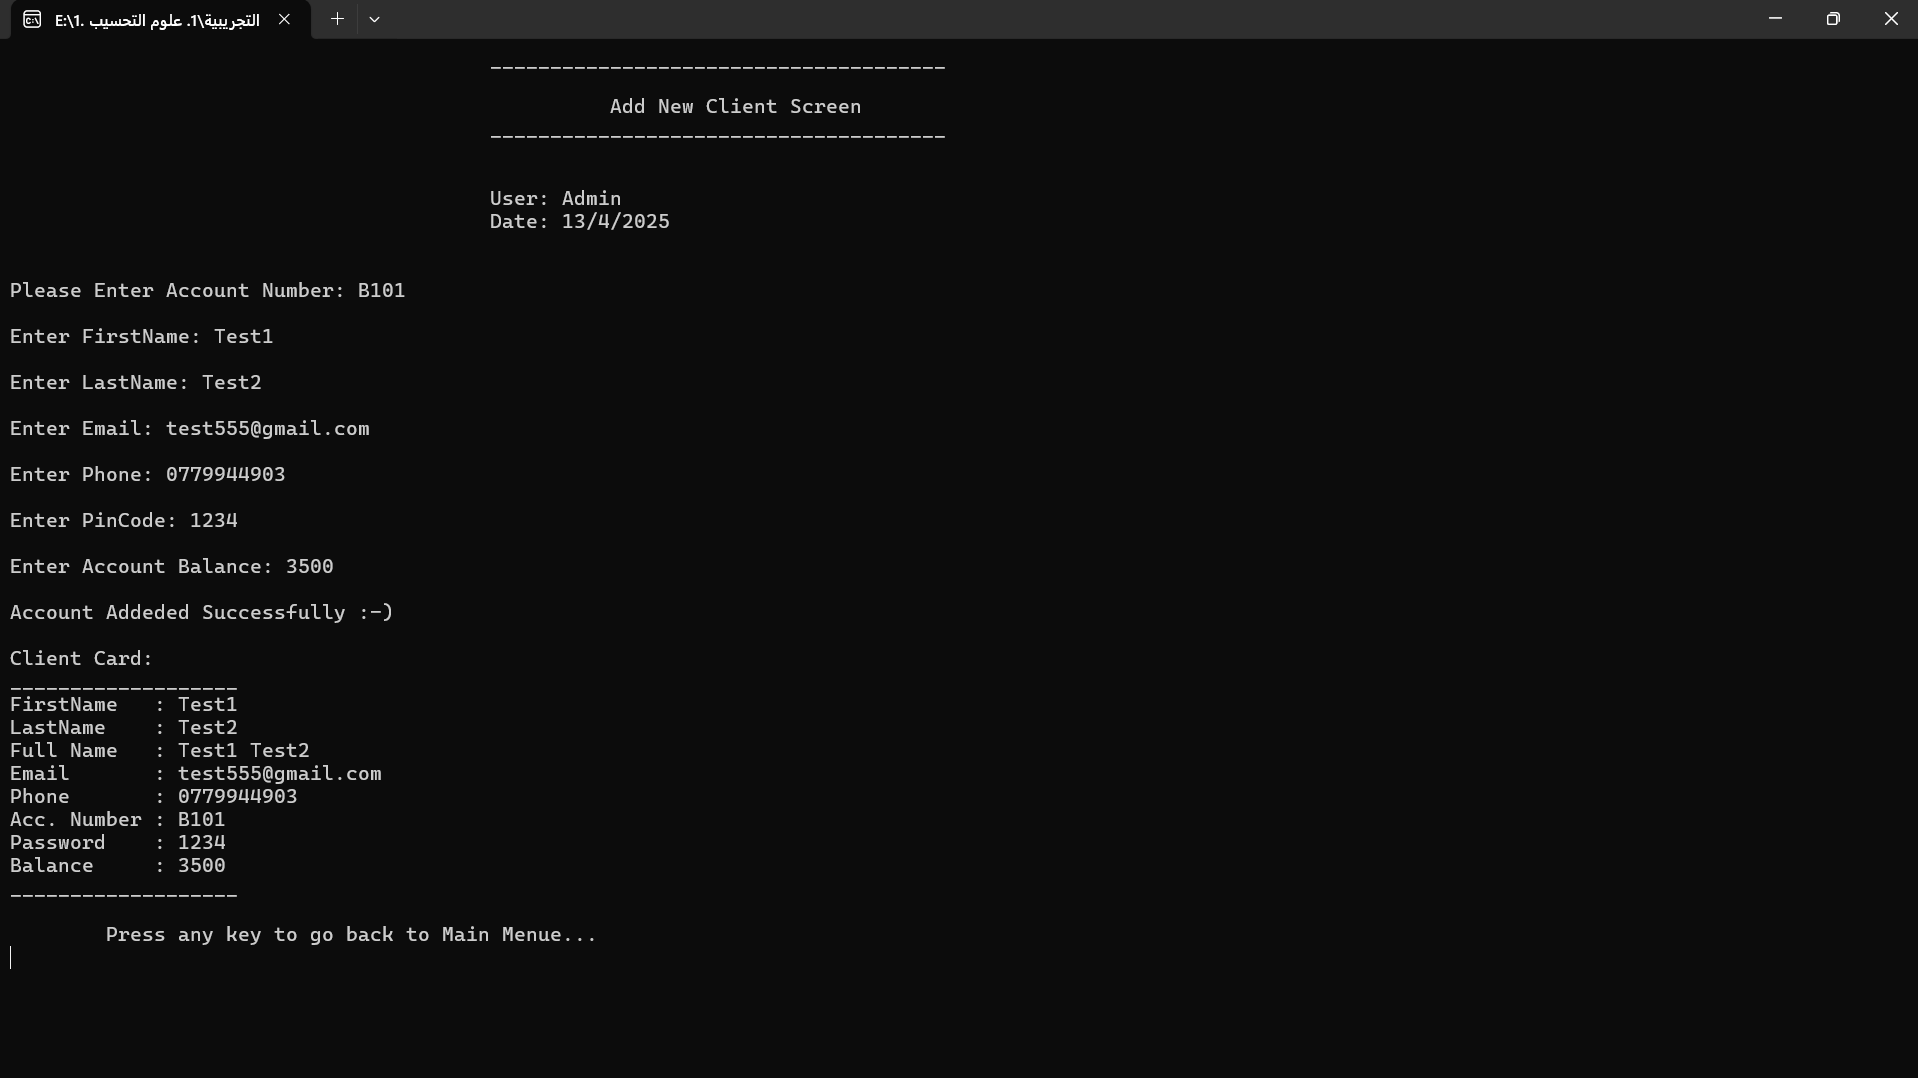 E:\1. التجريبية\1. علوم التحسيب
-------------------------------------
Add New Client Screen
-------------------------------------
User: Admin
Date: 13/4/2025
Please Enter Account Number: B101
Enter FirstName: Test1
Enter LastName: Test2
Enter Email: test555@gmail.com
Enter Phone: 0779944903
Enter PinCode: 1234
Enter Account Balance: 3500
Account Addeded Successfully :-)
Client Card:
___________________
FirstName   : Test1
LastName    : Test2
Full Name   : Test1 Test2
Email       : test555@gmail.com
Phone       : 0779944903
Acc. Number : B101
Password    : 1234
Balance     : 3500
___________________
Press any key to go back to Main Menue...